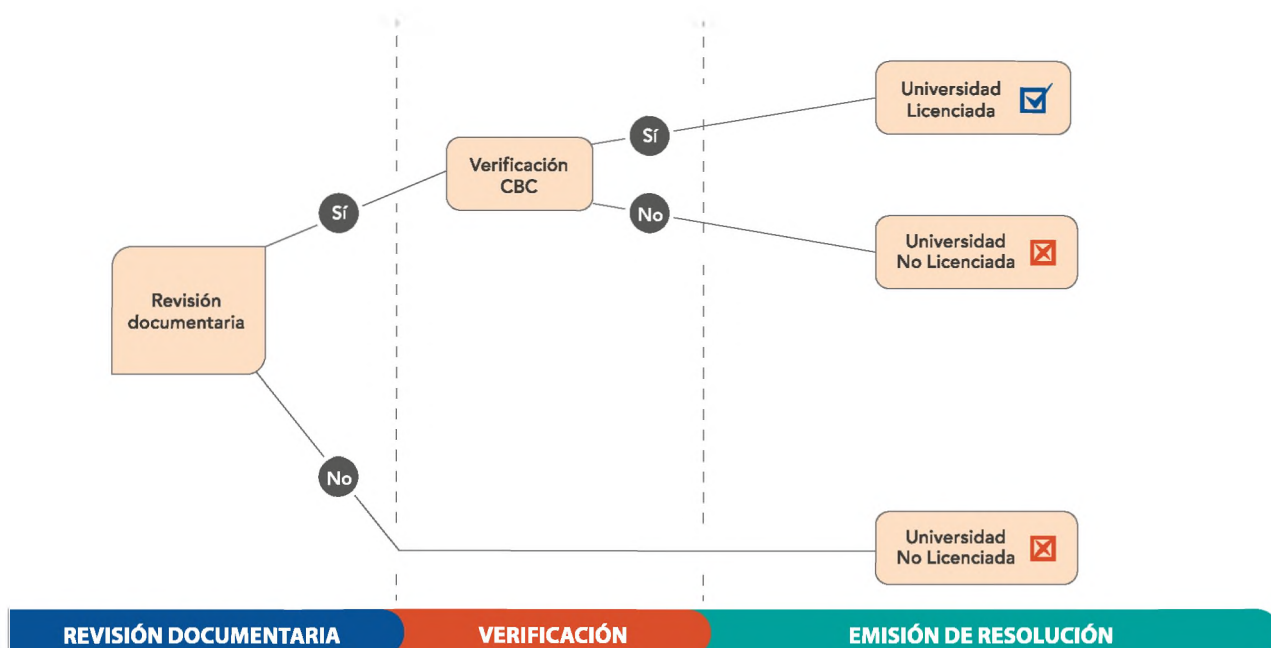 Universidad
Licenciada
Sí
Verificación
CBC
No
Universidad
No Licenciada
Sí
Revisión
documentaria
No
Universidad
No Licenciada
REVISIÓN DOCUMENTARIA
VERIFICACIÓN
EMISIÓN DE RESOLUCIÓN